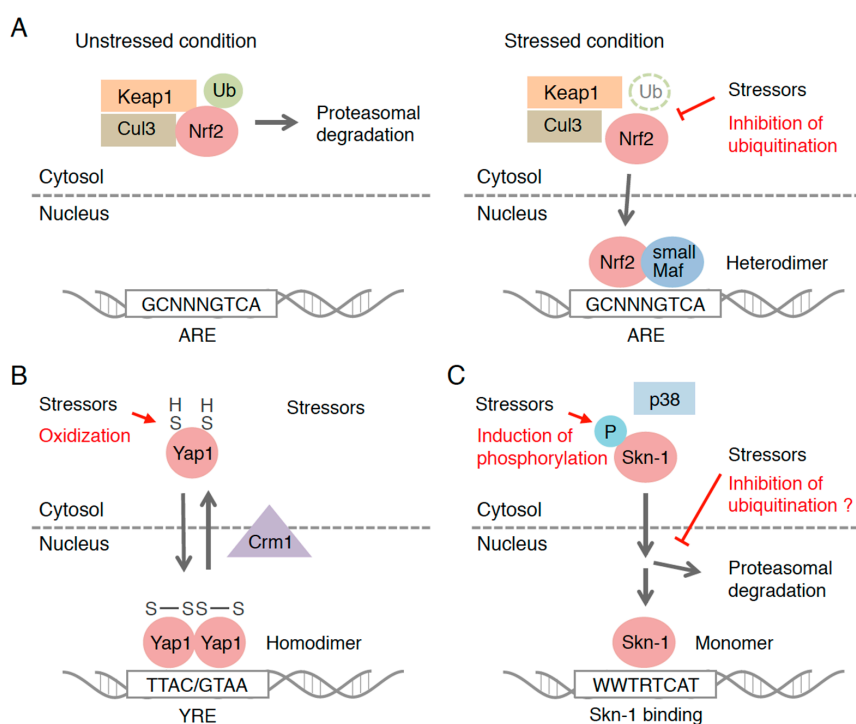 A
Unstressed condition
Keap1
Ub
Cul3
Nrf2
Proteasomal
degradation
Cytosol
Nucleus
GCNNNGTCA
ARE
Stressed condition
Keap1
Ub
Cul3
Nrf2
Stressors
Inhibition of
ubiquitination
Cytosol
Nucleus
Nrf2
small
Maf
Heterodimer
GCNNNGTCA
ARE
B
Stressors
Oxidization
H H
S S
Yap1
Stressors
Cytosol
Nucleus
Crm1
S—SS—S
Yap1 Yap1
Homodimer
TTAC/GTAA
YRE
C
Stressors
Induction of
phosphorylation
p38
P
Skn-1
Stressors
Inhibition of
ubiquitination ?
Cytosol
Nucleus
Proteasomal
degradation
Skn-1
Monomer
WWTRTCAT
Skn-1 binding